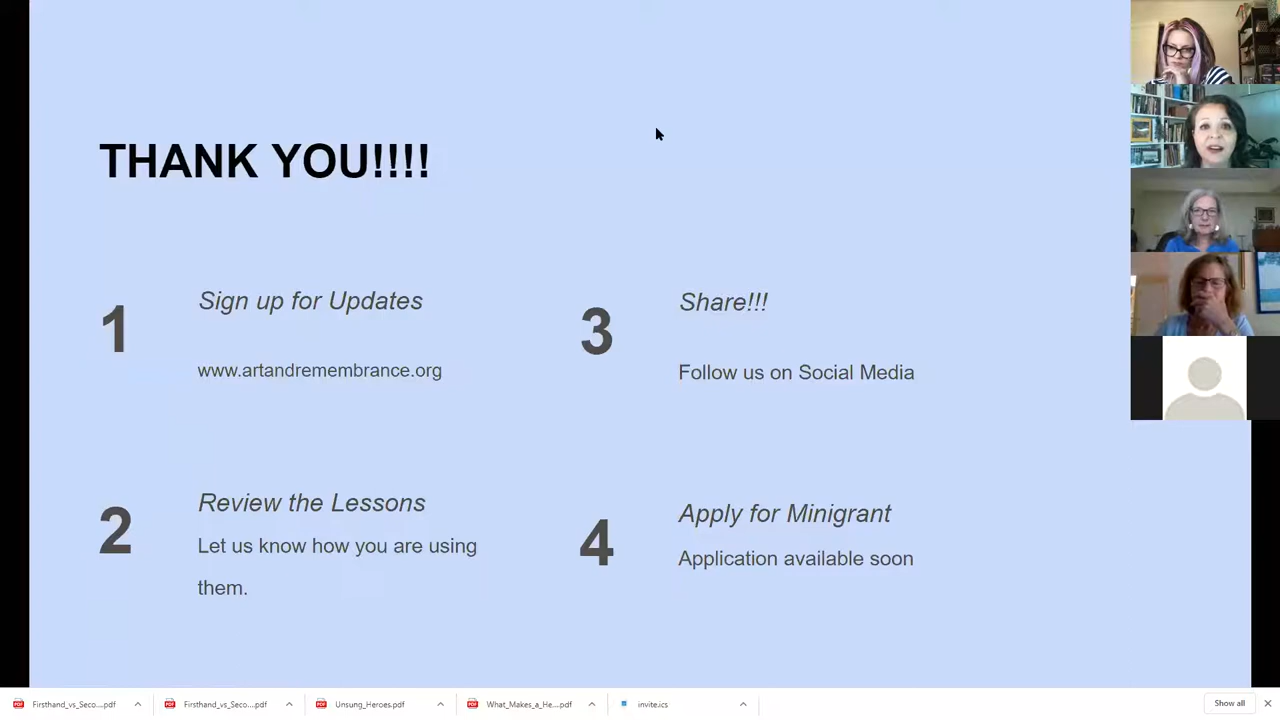 THANK YOU!!!!
1
Sign up for Updates
www.artandremembrance.org
2
Review the Lessons
Let us know how you are using
them.
3
Share!!!
Follow us on Social Media
4
Apply for Minigrant
Application available soon
Firsthand_vs_Seco....pdf
Firsthand_vs_Seco....pdf
Unsung_Heroes.pdf
What_Makes_a_He....pdf
invite.ics
Show all